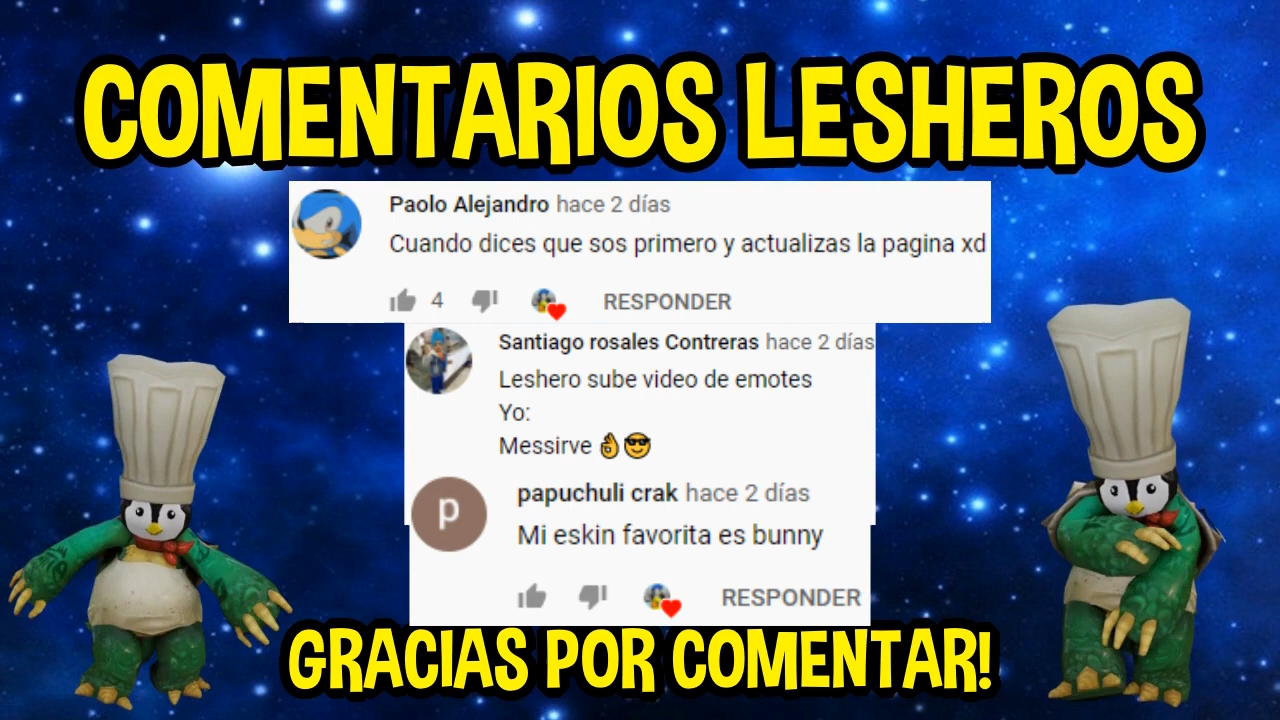 COMENTARIOS LESHEROS
Paolo Alejandro hace 2 días
Cuando dices que sos primero y actualizas la pagina xd
4 RESPONDER
Santiago rosales Contreras hace 2 días
Leshero sube video de emotes
Yo:
Messirve 👌😎
p
papuchuli crak hace 2 días
Mi eskin favorita es bunny
RESPONDER
GRACIAS POR COMENTAR!